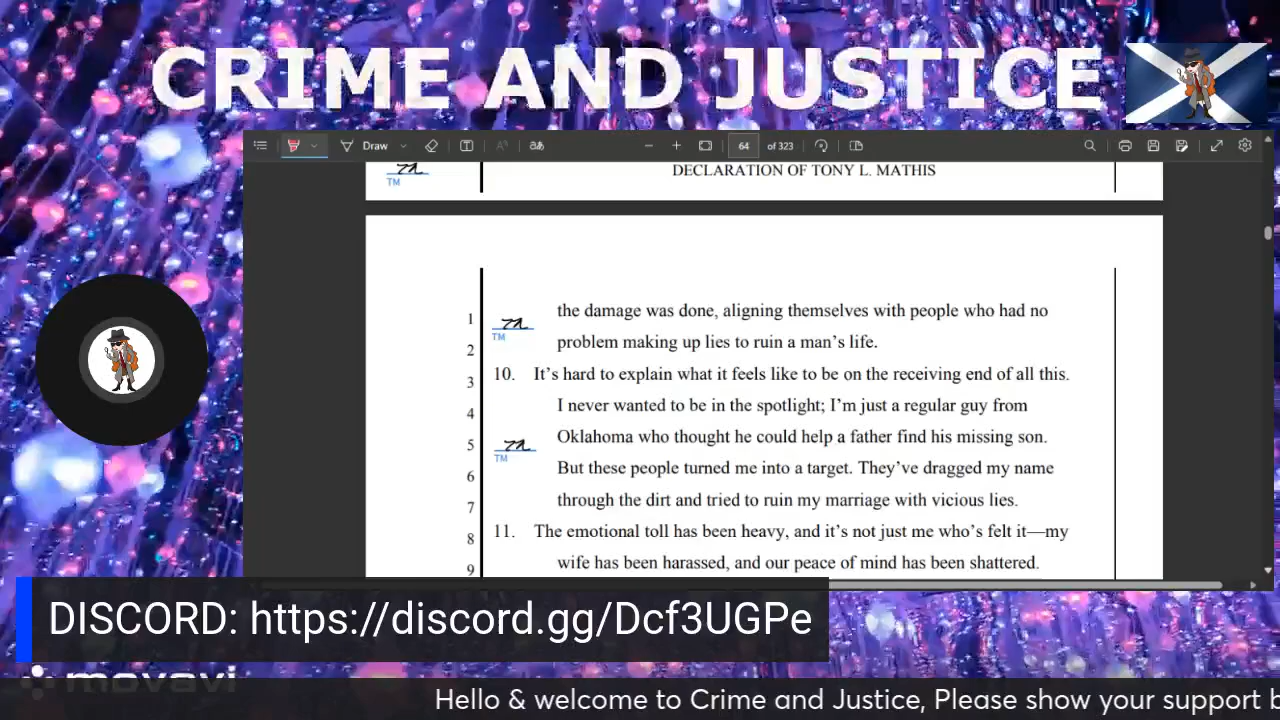 CRIME AND JUSTICE
Draw
64 of 323
TM
DECLARATION OF TONY L. MATHIS
1 the damage was done, aligning themselves with people who had no
TM
2 problem making up lies to ruin a man's life.
3 10. It's hard to explain what it feels like to be on the receiving end of all this.
4 I never wanted to be in the spotlight; I'm just a regular guy from
5 Oklahoma who thought he could help a father find his missing son.
TM
6 But these people turned me into a target. They've dragged my name
7 through the dirt and tried to ruin my marriage with vicious lies.
8 11. The emotional toll has been heavy, and it's not just me who's felt it—my
9 wife has been harassed, and our peace of mind has been shattered.
DISCORD: https://discord.gg/Dcf3UGPe
movavi
Hello & welcome to Crime and Justice, Please show your support b